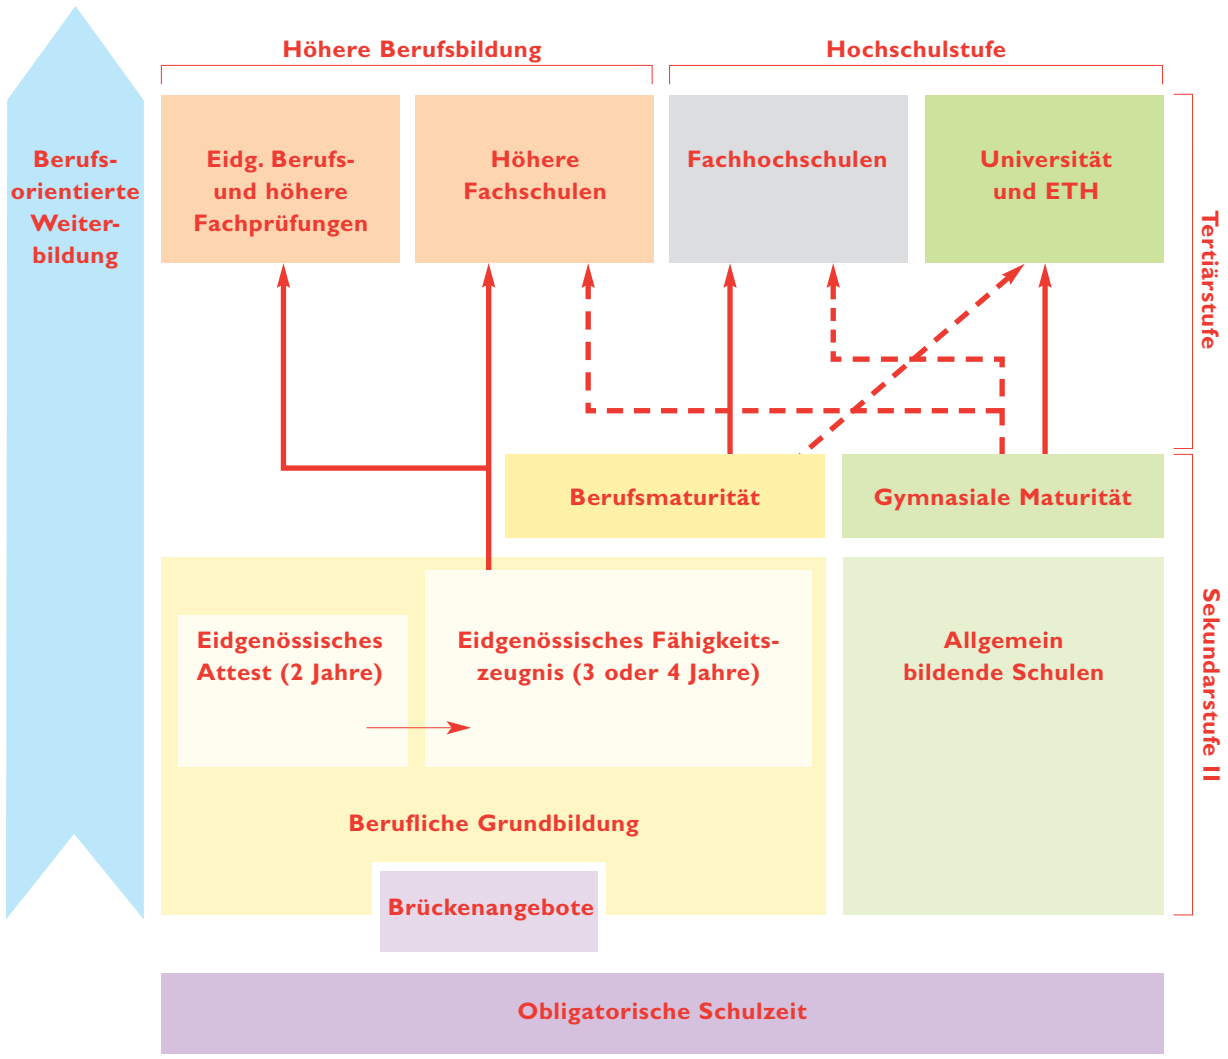 Höhere Berufsbildung
Hochschulstufe
Berufs-
orientierte
Weiter-
bildung
Eidg. Berufs-
und höhere
Fachprüfungen
Höhere
Fachschulen
Fachhochschulen
Universität
und ETH
Tertiärstufe
Berufsmaturität
Gymnasiale Maturität
Eidgenössisches
Attest (2 Jahre)
Eidgenössisches Fähigkeits-
zeugnis (3 oder 4 Jahre)
Allgemein
bildende Schulen
Sekundarstufe II
Berufliche Grundbildung
Brückenangebote
Obligatorische Schulzeit